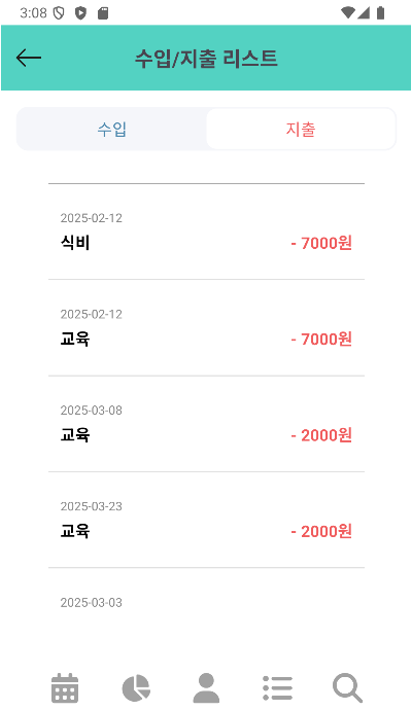 3:08
수입/지출 리스트
수입 지출
2025-02-12
식비 - 7000원
2025-02-12
교육 - 7000원
2025-03-08
교육 - 2000원
2025-03-23
교육 - 2000원
2025-03-03